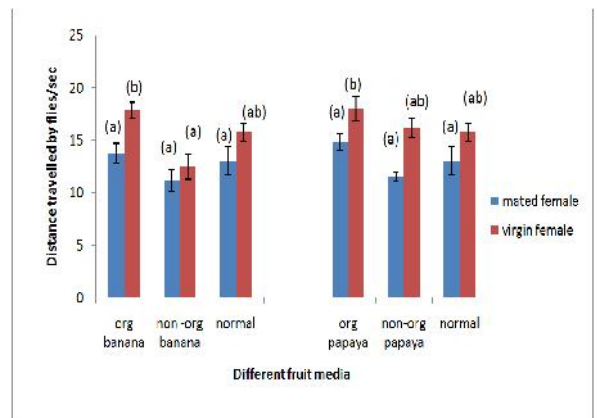 25
20
15
10
5
0
Distance travelled by flies/sec
(a) (b) (a) (a) (a) (ab) (a) (b) (a) (ab) (a) (ab)
mated female
virgin female
org banana
non-org banana
normal
org papaya
non-org papaya
normal
Different fruit media